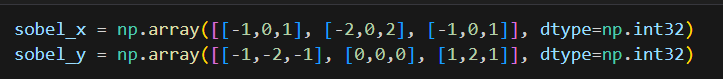 sobel_x = np.array([[-1,0,1], [-2,0,2], [-1,0,1]], dtype=np.int32)
sobel_y = np.array([[-1,-2,-1], [0,0,0], [1,2,1]], dtype=np.int32)